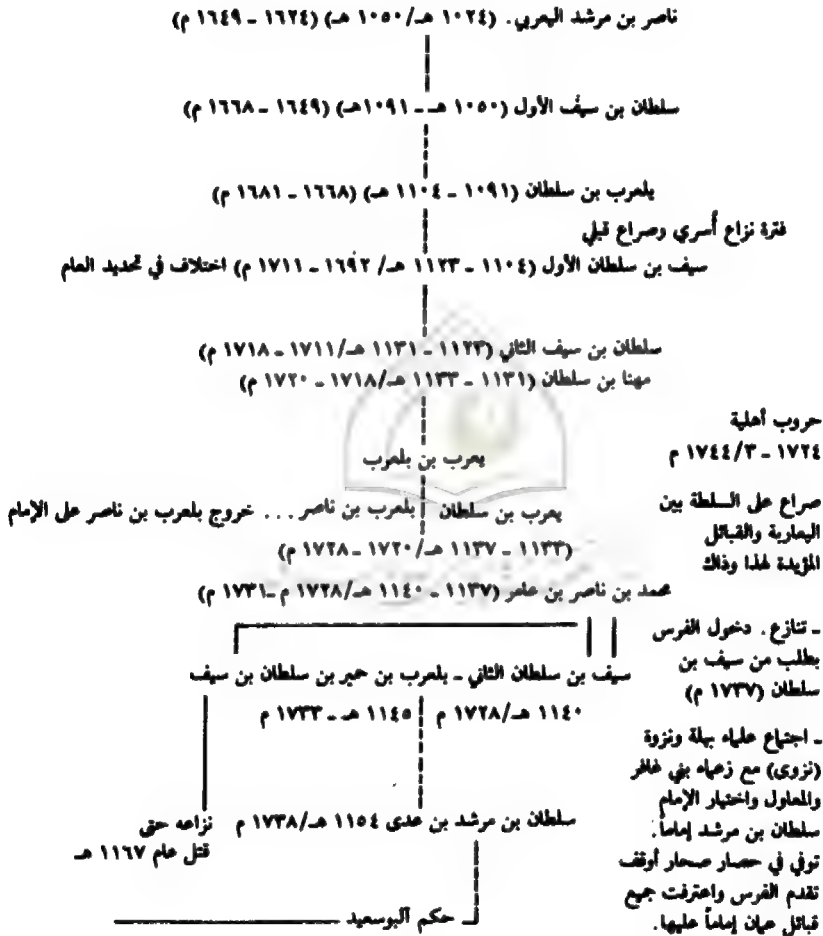 ناصر بن مرشد اليعربي. (١٠٢٤ هـ/١٠٥٠ هـ) (١٦٢٤ ـ ١٦٤٩ م)
سلطان بن سيف الأول (١٠٥٠ هـ ـ ١٠٩١ هـ) (١٦٤٩ ـ ١٦٦٨ م)
بلعرب بن سلطان (١٠٩١ ـ ١١٠٤ هـ) (١٦٦٨ ـ ١٦٨١ م)
فترة نزاع أسري وصراع قبلي
سيف بن سلطان الأول (١١٠٤ ـ ١١٢٣ هـ/ ١٦٩٢ ـ ١٧١١ م) اختلاف في تحديد العام
سلطان بن سيف الثاني (١١٢٣ ـ ١١٣١ هـ/١٧١١ ـ ١٧١٨ م)
مهنا بن سلطان (١١٣١ ـ ١١٣٣ هـ/١٧١٨ ـ ١٧٢٠ م)
يعرب بن بلعرب
يعرب بن سلطان بلعرب بن ناصر... خروج بلعرب بن ناصر على الإمام
(١١٣٣ ـ ١١٣٧ هـ/١٧٢٠ ـ ١٧٢٨ م)
محمد بن ناصر بن عامر (١١٣٧ ـ ١١٤٠ هـ/١٧٢٨ م ـ ١٧٣١ م)
سيف بن سلطان الثاني ـ بلعرب بن حمير بن سلطان بن سيف
١١٤٠ هـ/١٧٢٨ م ١١٤٥ هـ ـ ١٧٣٣ م
سلطان بن مرشد بن عدى ١١٥٤ هـ/١٧٣٨ م
نزاعه حتى
قتل عام ١١٦٧ هـ
حكم آلبوسعيد
حروب أهلية
١٧٢٤ ـ ١٧٤٤/٣ م
صراع على السلطة بين
اليعاربة والقبائل
المؤيدة لهذا وذاك
ـ تنازع. دخول الفرس
بطلب من سيف بن
سلطان (١٧٣٧ م)
ـ اجتماع علماء بهلة ونزوة
(نزوى) مع زعماء بني غافر
والمعاول واختيار الإمام
سلطان بن مرشد إماماً.
توفي في حصار صحار أوقف
تقدم الفرس واعترفت جميع
قبائل عمان إماماً عليها.